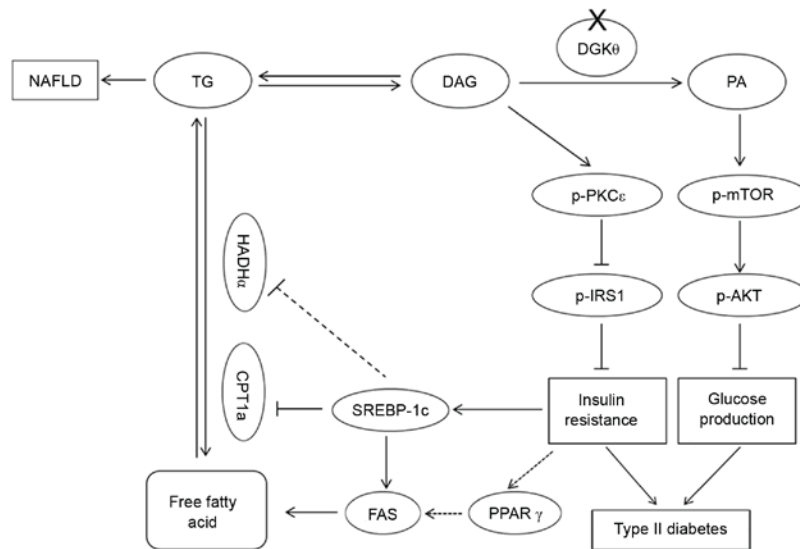 X
DGKθ
NAFLD
TG
DAG
PA
p-PKCε
p-mTOR
HADHα
p-IRS1
p-AKT
CPT1a
SREBP-1c
Insulin
resistance
Glucose
production
Free fatty
acid
FAS
PPAR γ
Type II diabetes